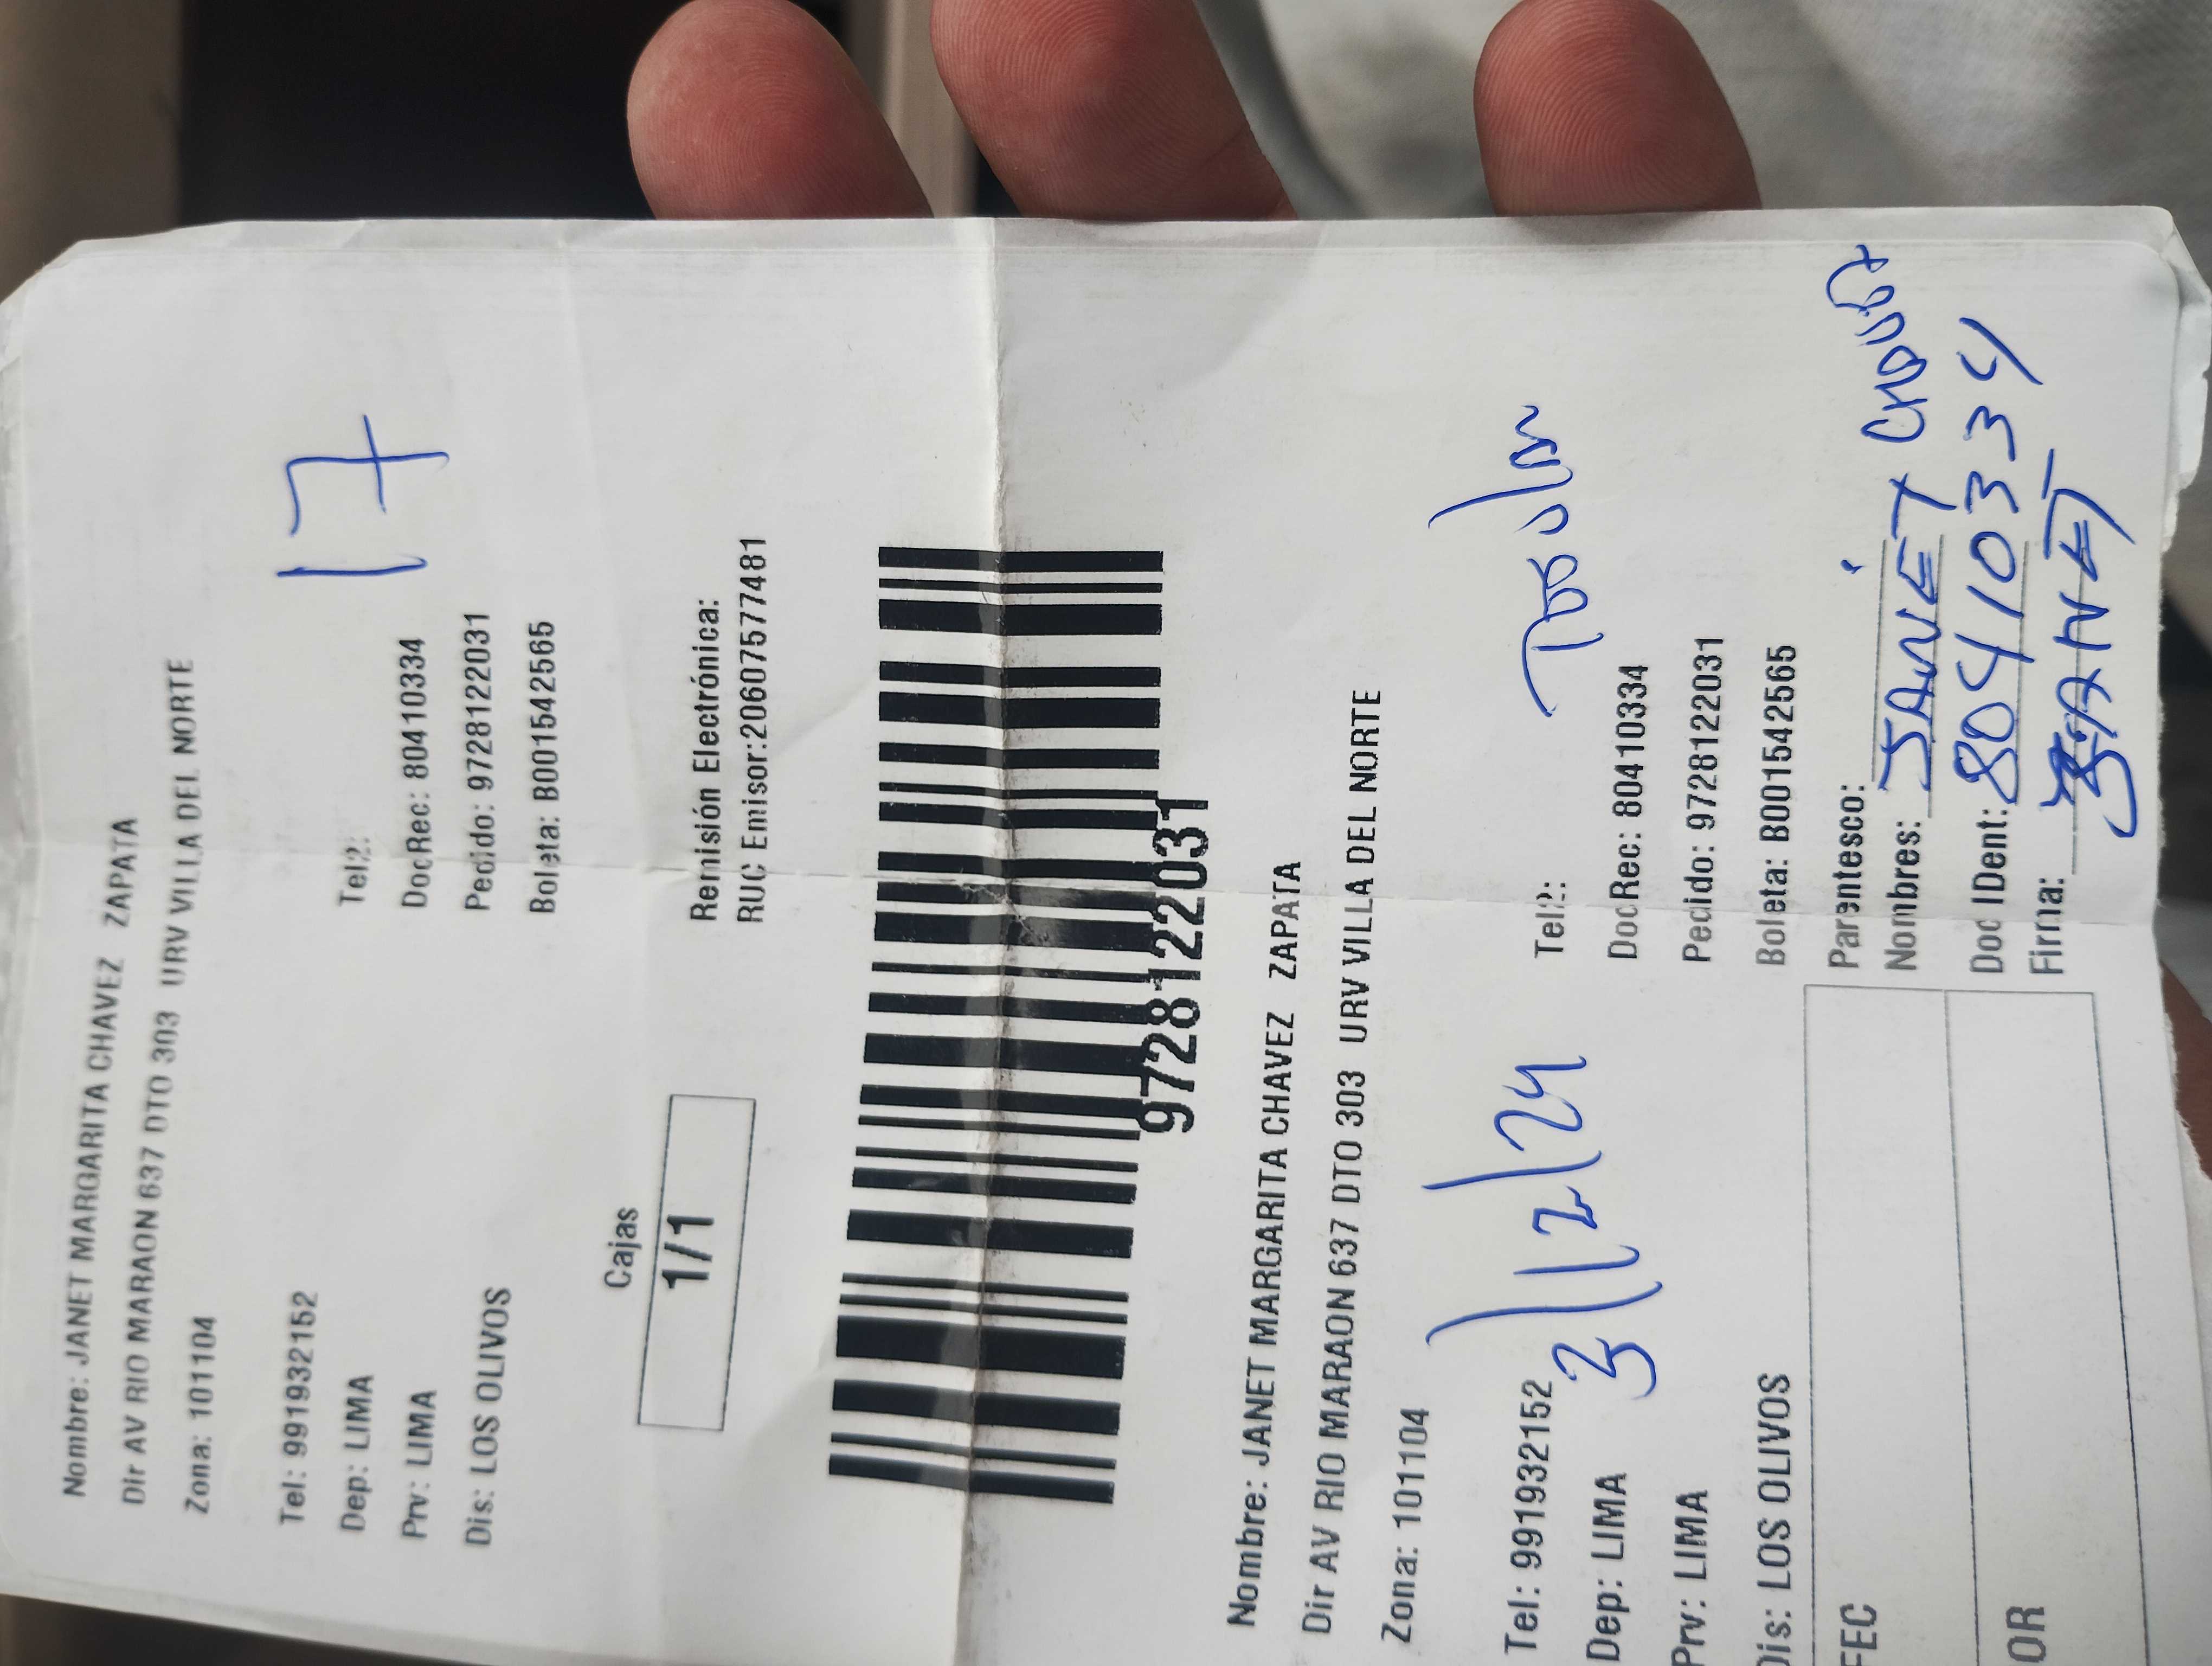 Nombre: JANET MARGARITA CHAVEZ ZAPATA
Dir AV RIO MARAON 637 DTO 303 URV VILLA DEL NORTE
Zona: 101104
17
Tel: 991932152 Tel2:
Dep: LIMA DocRec: 80410334
Prv: LIMA Pedido: 9728122031
Dis: LOS OLIVOS Boleta: B001542565
Cajas
1/1
Remisión Electrónica:
RUC Emisor:20607577481
9728122031
Nombre: JANET MARGARITA CHAVEZ ZAPATA
Dir AV RIO MARAON 637 DTO 303 URV VILLA DEL NORTE
Zona: 101104
Tel: 991932152 Tel2:
3/12/24
Dep: LIMA DocRec: 80410334
Prv: LIMA Pedido: 9728122031
Dis: LOS OLIVOS Boleta: B001542565
FEC Parentesco:
Nombres: JANET CHAVEZ
OR Doc IDent: 80410334
Firma: JANET